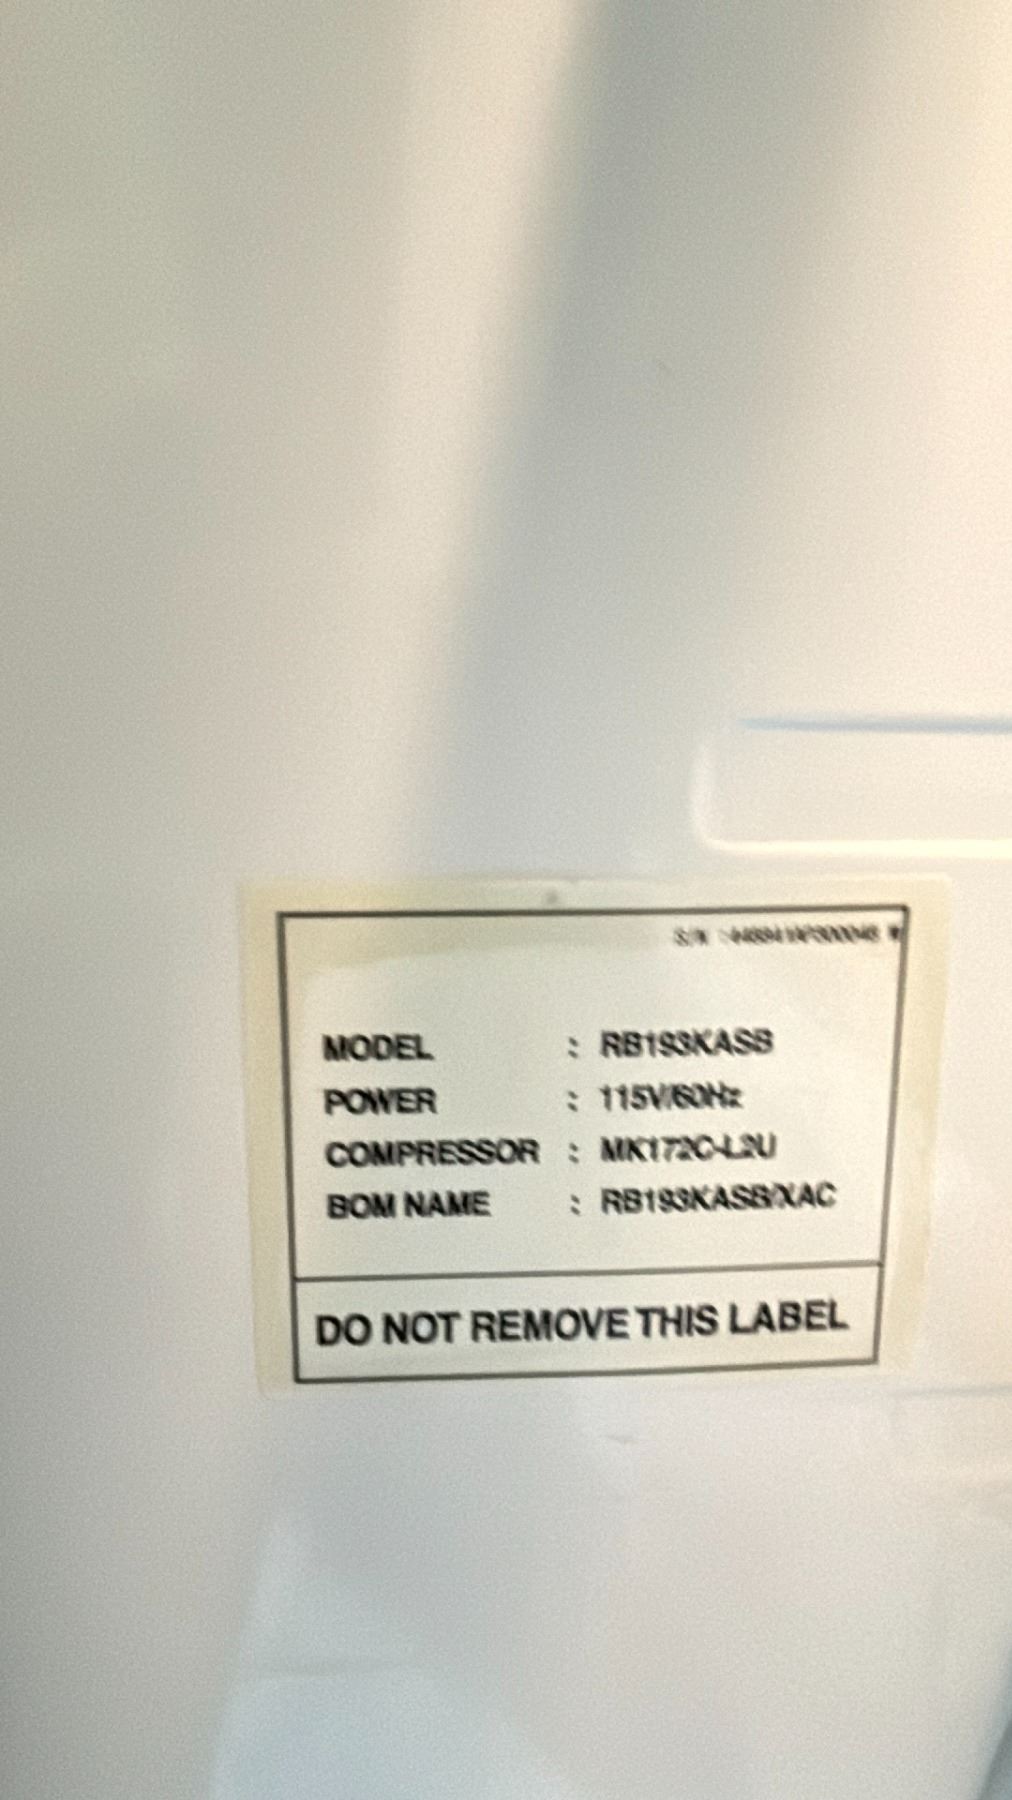 S/N :
MODEL : RB193KASB
POWER : 115V/60Hz
COMPRESSOR : MK172C-L2U
BOM NAME : RB193KASB/XAC
DO NOT REMOVE THIS LABEL